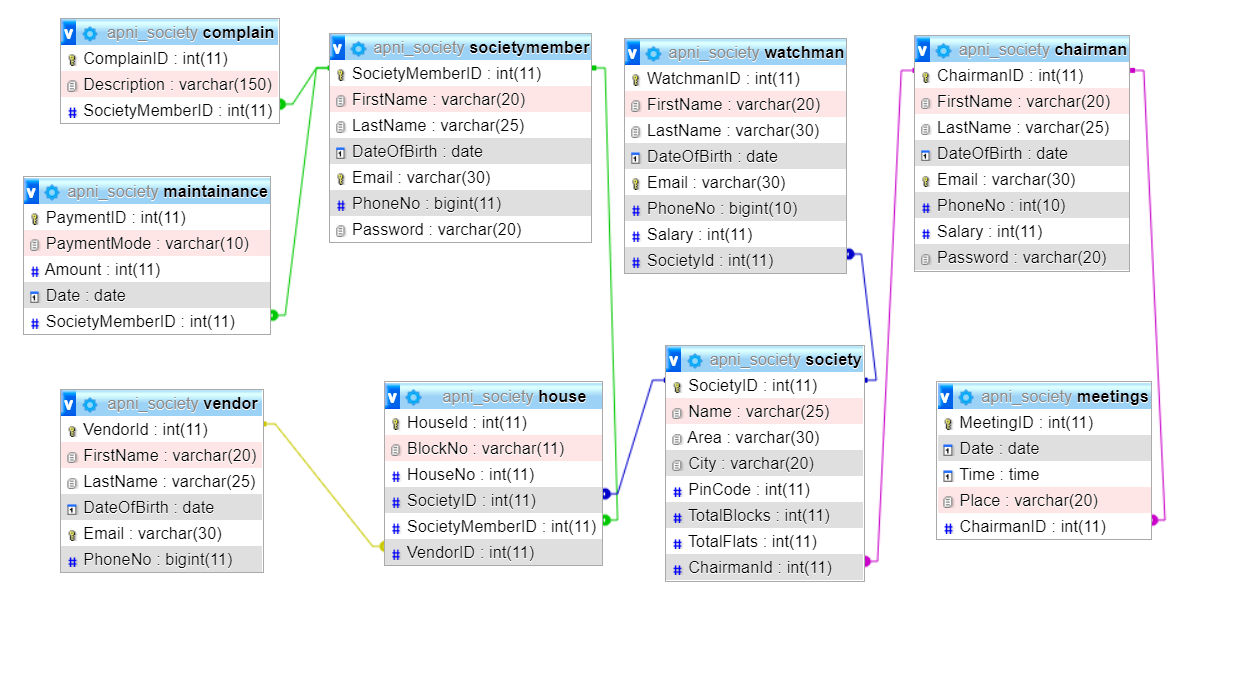 v apni_society complain
ComplainID : int(11)
Description : varchar(150)
# SocietyMemberID : int(11)
v apni_society societymember
SocietyMemberID : int(11)
FirstName : varchar(20)
LastName : varchar(25)
DateOfBirth : date
Email : varchar(30)
# PhoneNo : bigint(11)
Password : varchar(20)
v apni_society watchman
WatchmanID : int(11)
FirstName : varchar(20)
LastName : varchar(30)
DateOfBirth : date
Email : varchar(30)
# PhoneNo : bigint(10)
# Salary : int(11)
# SocietyId : int(11)
v apni_society chairman
ChairmanID : int(11)
FirstName : varchar(20)
LastName : varchar(25)
DateOfBirth : date
Email : varchar(30)
# PhoneNo : int(10)
# Salary : int(11)
Password : varchar(20)
v apni_society maintainance
PaymentID : int(11)
PaymentMode : varchar(10)
# Amount : int(11)
Date : date
# SocietyMemberID : int(11)
v apni_society vendor
VendorId : int(11)
FirstName : varchar(20)
LastName : varchar(25)
DateOfBirth : date
Email : varchar(30)
# PhoneNo : bigint(11)
v apni_society house
HouseId : int(11)
BlockNo : varchar(11)
# HouseNo : int(11)
# SocietyID : int(11)
# SocietyMemberID : int(11)
# VendorID : int(11)
v apni_society society
SocietyID : int(11)
Name : varchar(25)
Area : varchar(30)
City : varchar(20)
# PinCode : int(11)
# TotalBlocks : int(11)
# TotalFlats : int(11)
# ChairmanId : int(11)
v apni_society meetings
MeetingID : int(11)
Date : date
Time : time
Place : varchar(20)
# ChairmanID : int(11)